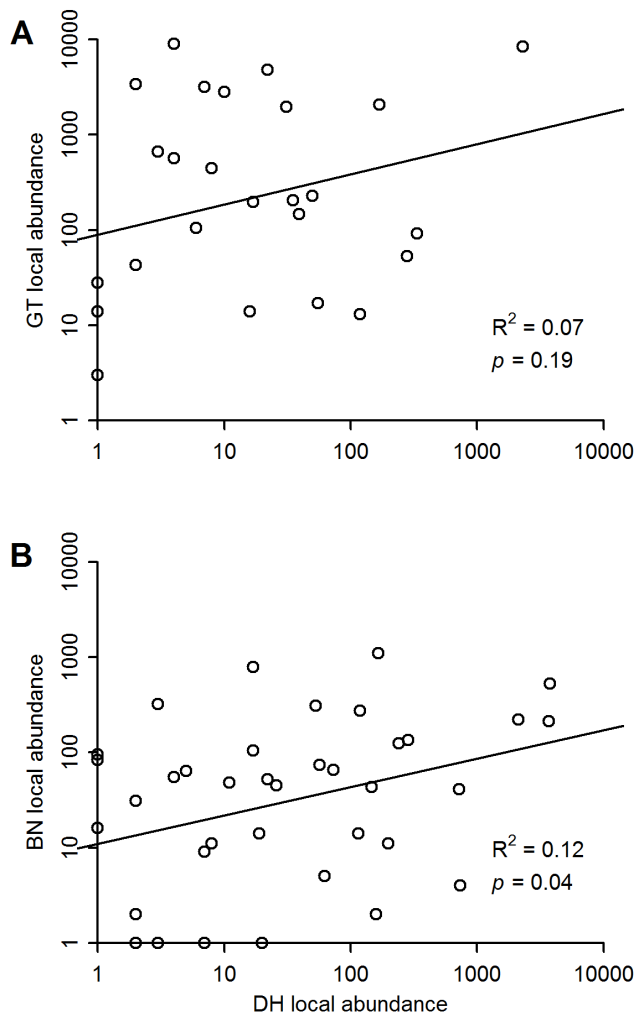 A
10000
1000
100
10
1
GT local abundance
R² = 0.07
p = 0.19
1 10 100 1000 10000
B
10000
1000
100
10
1
BN local abundance
R² = 0.12
p = 0.04
1 10 100 1000 10000
DH local abundance